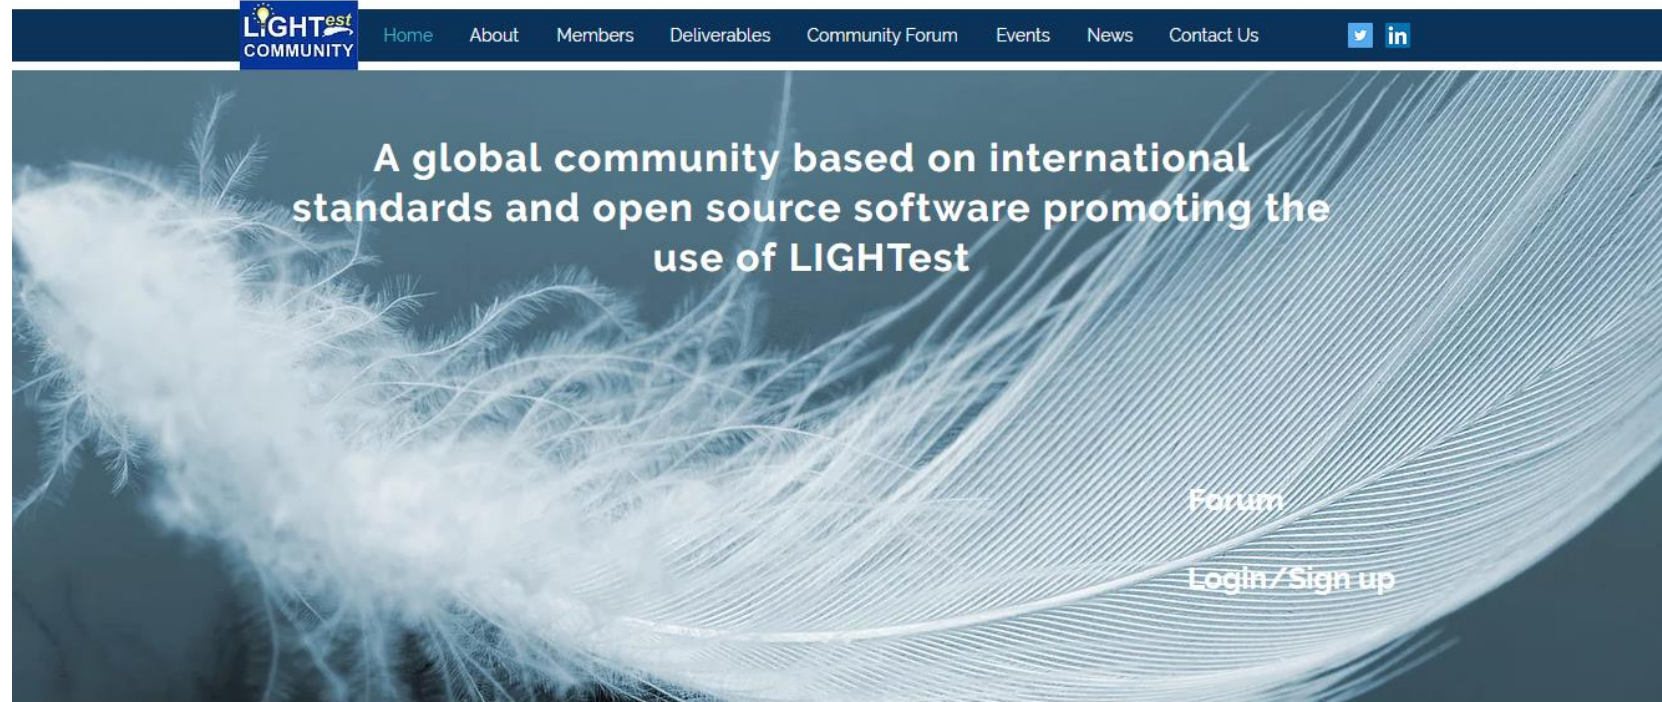 LIGHTest
COMMUNITY
Home About Members Deliverables Community Forum Events News Contact Us
in
A global community based on international
standards and open source software promoting the
use of LIGHTest
Forum
Login/Sign up